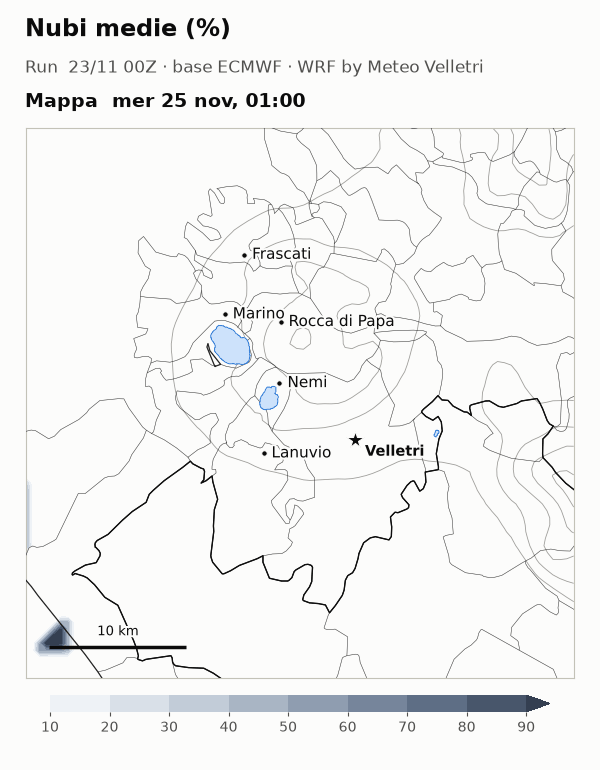 Nubi medie (%)
Run  23/11 00Z · base ECMWF · WRF by Meteo Velletri
Mappa  mer 25 nov, 01:00
Frascati
Marino
Rocca di Papa
Nemi
Velletri
Lanuvio
10 km
10 20 30 40 50 60 70 80 90